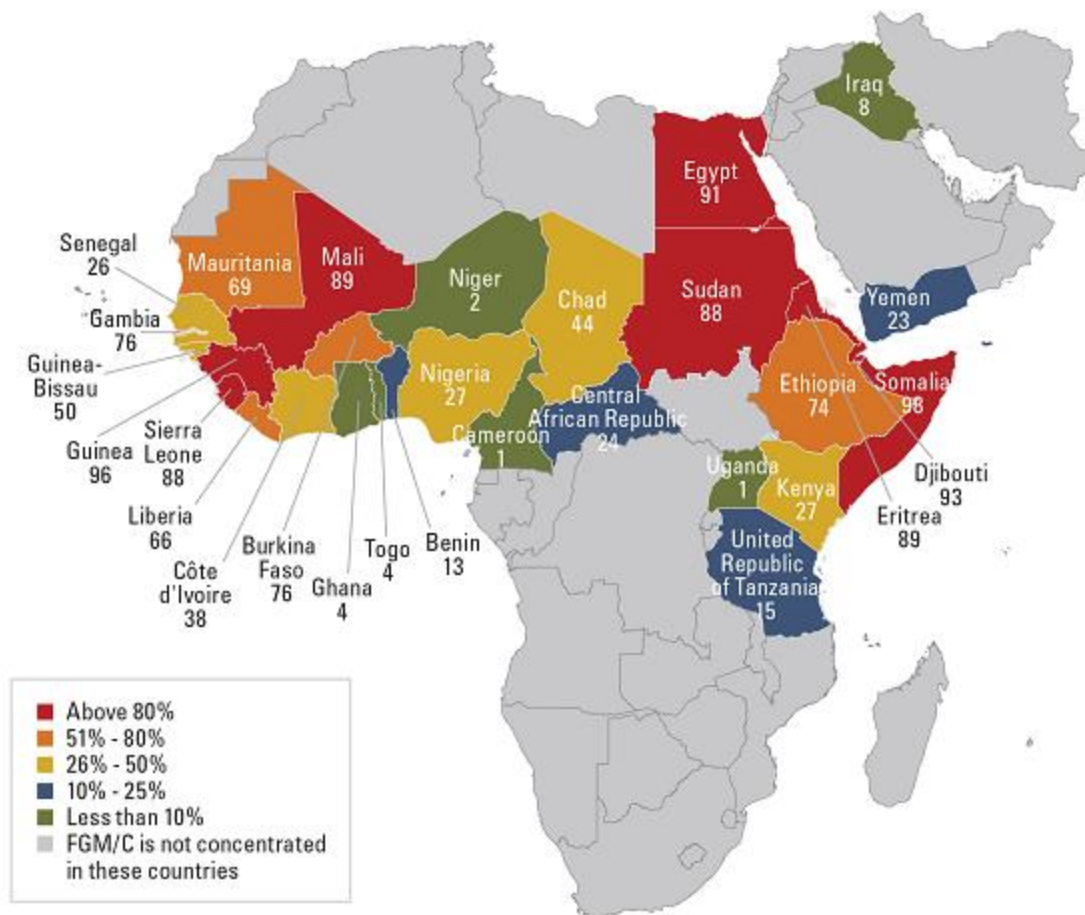 Iraq
8
Egypt
91
Senegal
26
Mauritania
69
Mali
89
Niger
2
Chad
44
Sudan
88
Yemen
23
Gambia
76
Guinea-
Bissau
50
Nigeria
27
Ethiopia
74
Somalia
98
Central
African Republic
24
Cameroon
1
Guinea
96
Sierra
Leone
88
Uganda
1
Kenya
27
Djibouti
93
Eritrea
89
Liberia
66
Côte
d'Ivoire
38
Burkina
Faso
76
Ghana
4
Togo
4
Benin
13
United
Republic
of Tanzania
15
Above 80%
51% - 80%
26% - 50%
10% - 25%
Less than 10%
FGM/C is not concentrated
in these countries